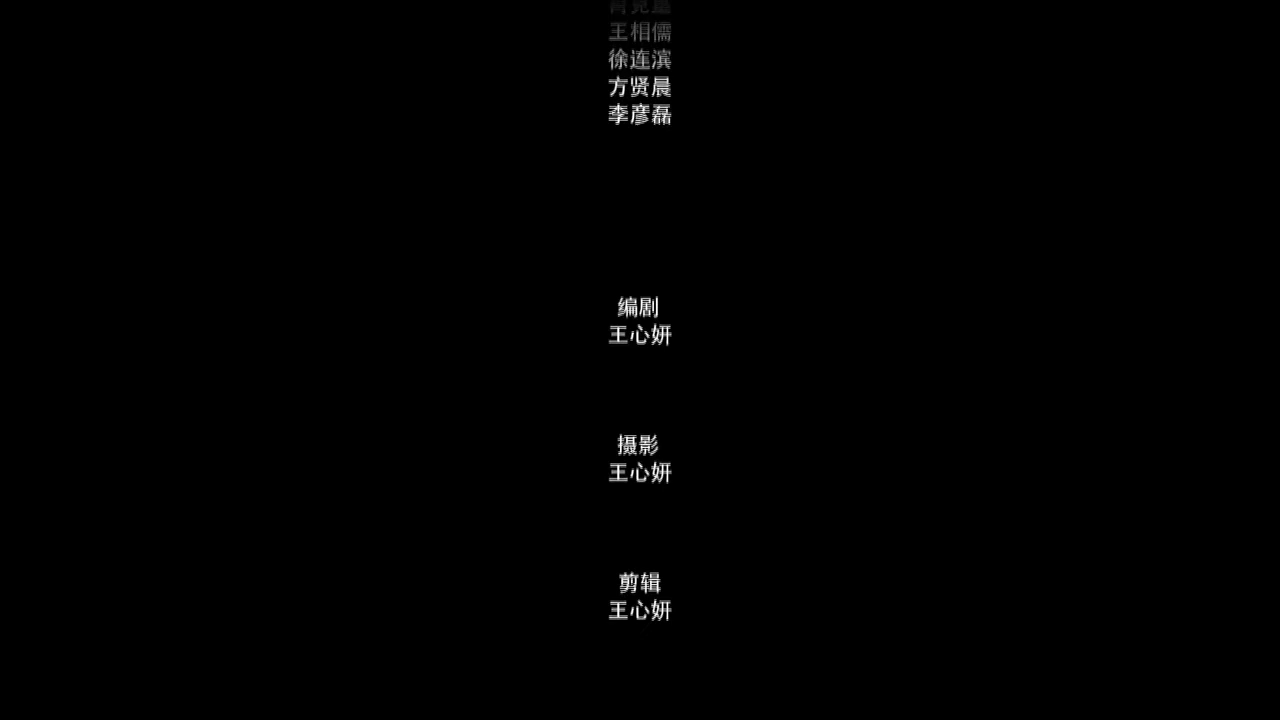 王相儒
徐连滨
方贤晨
李彦磊
编剧
王心妍
摄影
王心妍
剪辑
王心妍